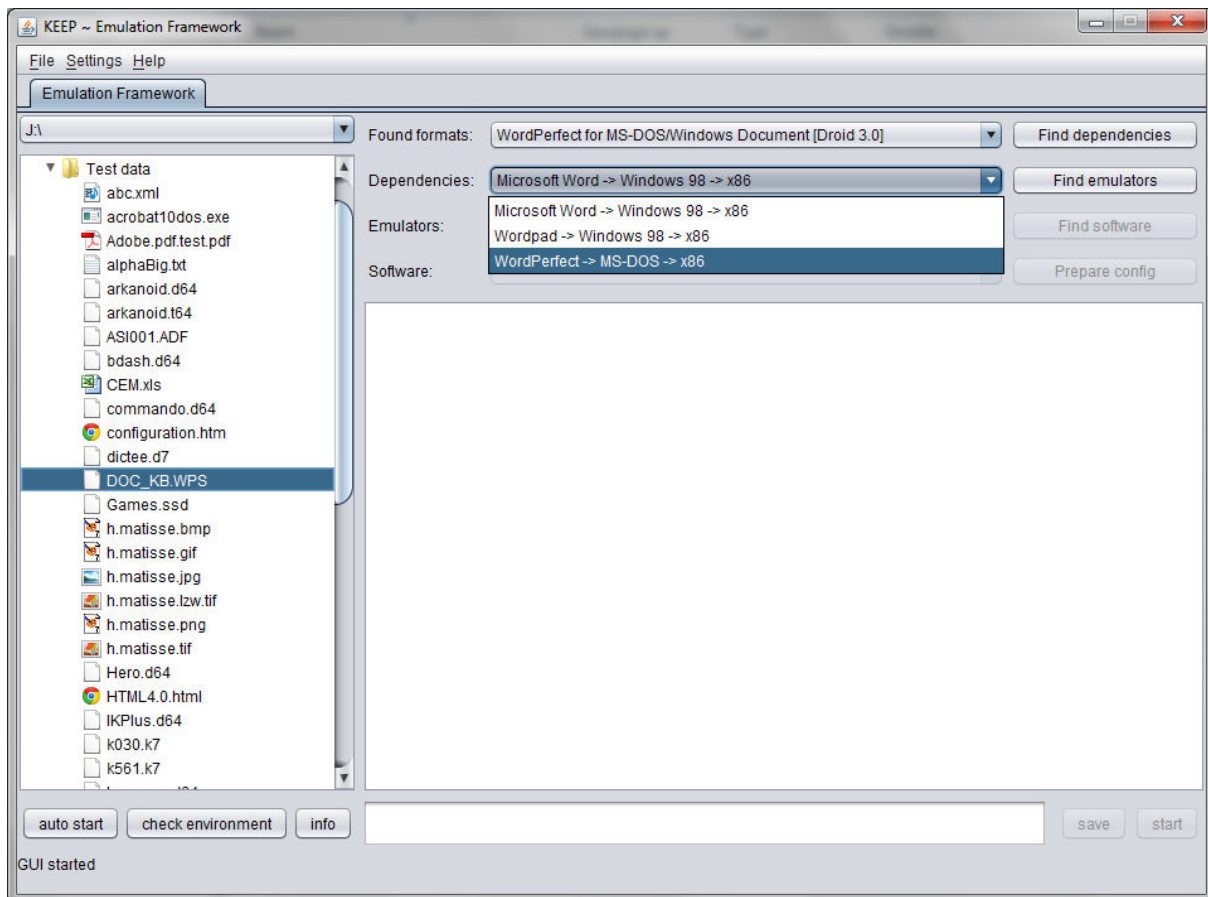 KEEP ~ Emulation Framework
File Settings Help
Emulation Framework
J:\
Test data
abc.xml
acrobat10dos.exe
Adobe.pdf.test.pdf
alphaBig.txt
arkanoid.d64
arkanoid.t64
ASI001.ADF
bdash.d64
CEM.xls
commando.d64
configuration.htm
dictee.d7
DOC_KB.WPS
Games.ssd
h.matisse.bmp
h.matisse.gif
h.matisse.jpg
h.matisse.lzw.tif
h.matisse.png
h.matisse.tif
Hero.d64
HTML4.0.html
IKPlus.d64
k030.k7
k561.k7
Found formats: WordPerfect for MS-DOS/Windows Document [Droid 3.0] Find dependencies
Dependencies: Microsoft Word -> Windows 98 -> x86 Find emulators
Microsoft Word -> Windows 98 -> x86
Emulators: Wordpad -> Windows 98 -> x86 Find software
WordPerfect -> MS-DOS -> x86
Software: Prepare config
auto start check environment info save start
GUI started